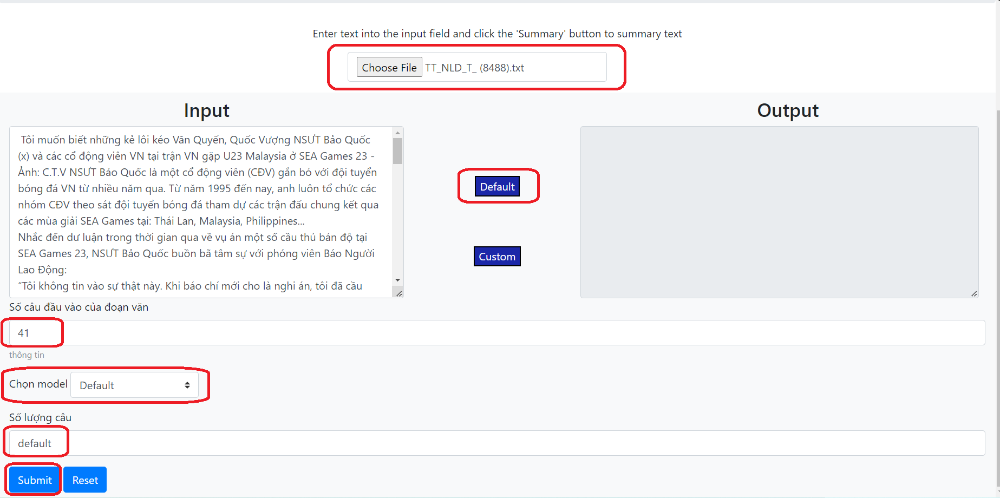 Enter text into the input field and click the 'Summary' button to summary text
Choose File TT_NLD_T_ (8488).txt
Input
Output
Tôi muốn biết những kẻ lôi kéo Văn Quyến, Quốc Vượng NSƯT Bảo Quốc
(x) và các cổ động viên VN tại trận VN gặp U23 Malaysia ở SEA Games 23 -
Ảnh: C.T.V NSƯT Bảo Quốc là một cổ động viên (CĐV) gắn bó với đội tuyển
bóng đá VN từ nhiều năm qua. Từ năm 1995 đến nay, anh luôn tổ chức các
nhóm CĐV theo sát đội tuyển bóng đá tham dự các trận đấu chung kết qua
các mùa giải SEA Games tại: Thái Lan, Malaysia, Philippines...
Nhắc đến dư luận trong thời gian qua về vụ án một số cầu thủ bán độ tại
SEA Games 23, NSƯT Bảo Quốc buồn bã tâm sự với phóng viên Báo Người
Lao Động:
“Tôi không tin vào sự thật này. Khi báo chí mới cho là nghi án, tôi đã cầu
Default
Custom
Số câu đầu vào của đoạn văn
41
thông tin
Chọn model Default
Số lượng câu
default
Submit Reset